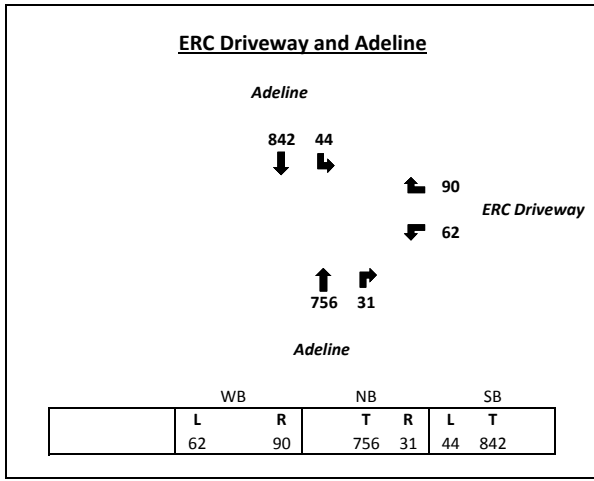 ERC Driveway and Adeline
Adeline
842 44
90
ERC Driveway
62
756 31
Adeline
WB NB SB
L R T R L T
62 90 756 31 44 842